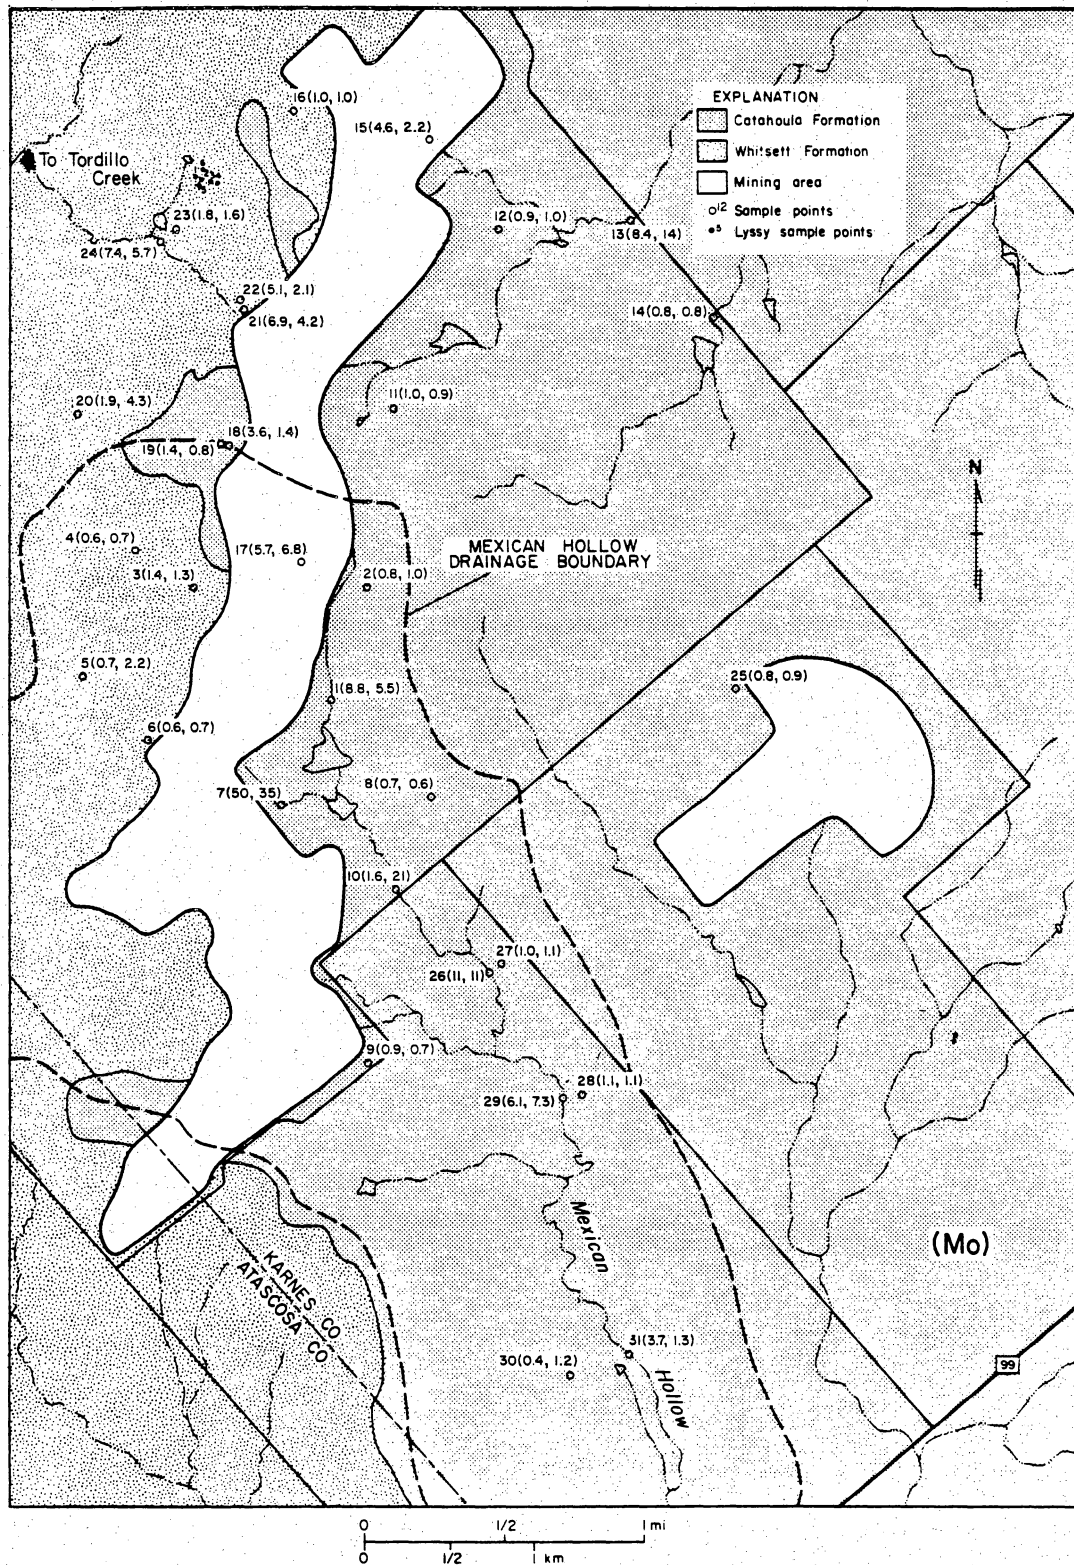 16(1.0, 1.0)
15(4.6, 2.2)
EXPLANATION
Catahoula Formation
Whitsett Formation
Mining area
12 Sample points
5 Lyssy sample points
To Tordillo
Creek
23(1.8, 1.6)
24(7.4, 5.7)
12(0.9, 1.0)
13(8.4, 14)
22(5.1, 2.1)
21(6.9, 4.2)
14(0.8, 0.8)
20(1.9, 4.3)
11(1.0, 0.9)
18(3.6, 1.4)
19(1.4, 0.8)
N
4(0.6, 0.7)
17(5.7, 6.8)
MEXICAN HOLLOW
DRAINAGE BOUNDARY
3(1.4, 1.3)
2(0.8, 1.0)
5(0.7, 2.2)
25(0.8, 0.9)
1(8.8, 5.5)
6(0.6, 0.7)
7(50, 35)
8(0.7, 0.6)
10(1.6, 21)
27(1.0, 1.1)
26(11, 11)
9(0.9, 0.7)
28(1.1, 1.1)
29(6.1, 7.3)
Mexican
Hollow
(Mo)
KARNES CO
ATASCOSA CO
31(3.7, 1.3)
30(0.4, 1.2)
99
0 1/2 1 mi
0 1/2 1 km